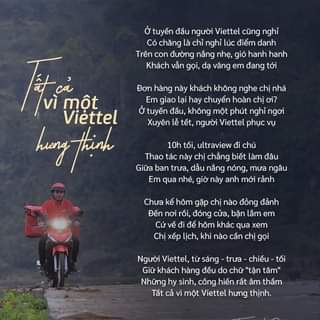 Tất cả
vì một
Viettel
hưng thịnh
Ở tuyến đầu người Viettel cũng nghỉ
Có chăng là chỉ nghỉ lúc điểm danh
Trên con đường nắng nhẹ, gió hanh hanh
Khách vẫn gọi, dạ vâng em đang tới
Đơn hàng này khách không nghe chị nhá
Em giao lại hay chuyển hoàn chị ơi?
Ở tuyến đầu, không một phút nghỉ ngơi
Xuyên lễ tết, người Viettel phục vụ
10h tối, ultraview đi chú
Thao tác này chị chẳng biết làm đâu
Giữa ban trưa, dầu nắng nóng, mưa ngâu
Em qua nhé, giờ này anh mới rảnh
Chưa kể hôm gặp chị nào đỏng đảnh
Đến nơi rồi, đóng cửa, bận lắm em
Cứ về đi để hôm khác qua xem
Chị xếp lịch, khi nào cần chị gọi
Người Viettel, từ sáng - trưa - chiều - tối
Giữ khách hàng đều do chữ "tận tâm"
Những hy sinh, cống hiến rất âm thầm
Tất cả vì một Viettel hưng thịnh.